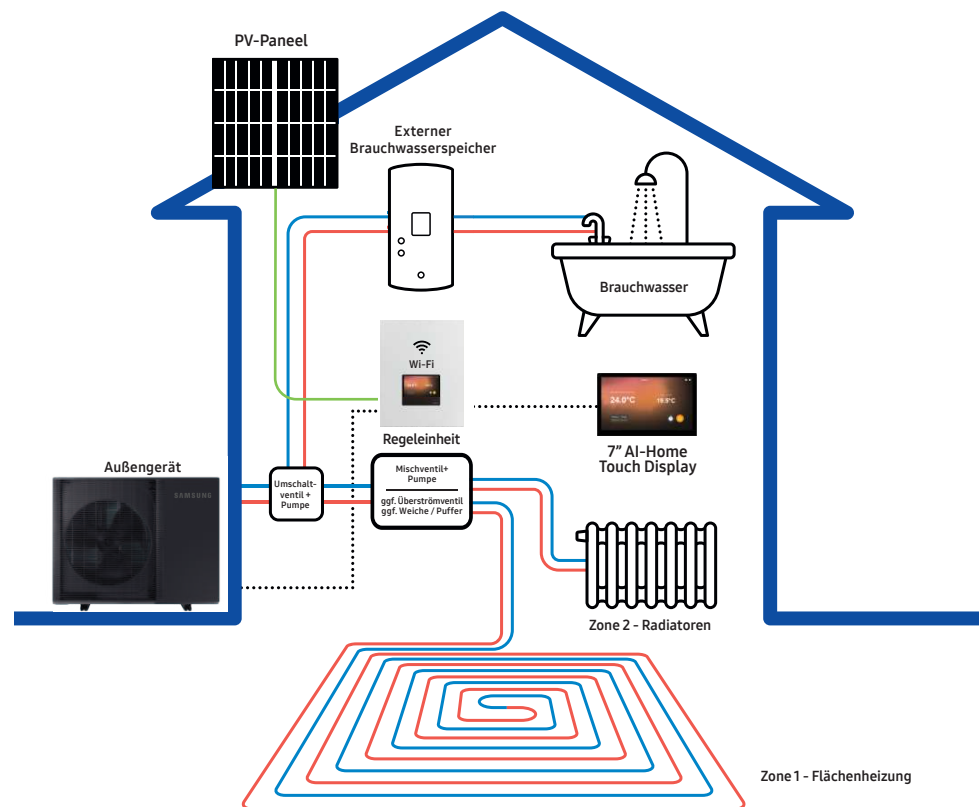 PV-Paneel
Externer
Brauchwasserspeicher
Brauchwasser
Wi-Fi
Regeleinheit
24.0°C
19.5°C
7” AI-Home
Touch Display
Außengerät
SAMSUNG
Umschalt-
ventil +
Pumpe
Mischventil+
Pumpe
ggf. Überströmventil
ggf. Weiche / Puffer
Zone 2 - Radiatoren
Zone 1 - Flächenheizung